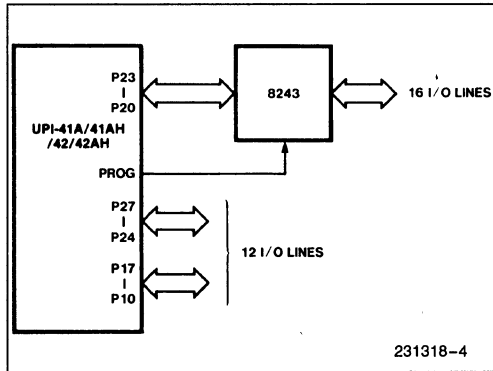 P23
I
P20
8243
16 I/O LINES
UPI-41A/41AH
/42/42AH
PROG
P27
I
P24
12 I/O LINES
P17
I
P10
231318-4